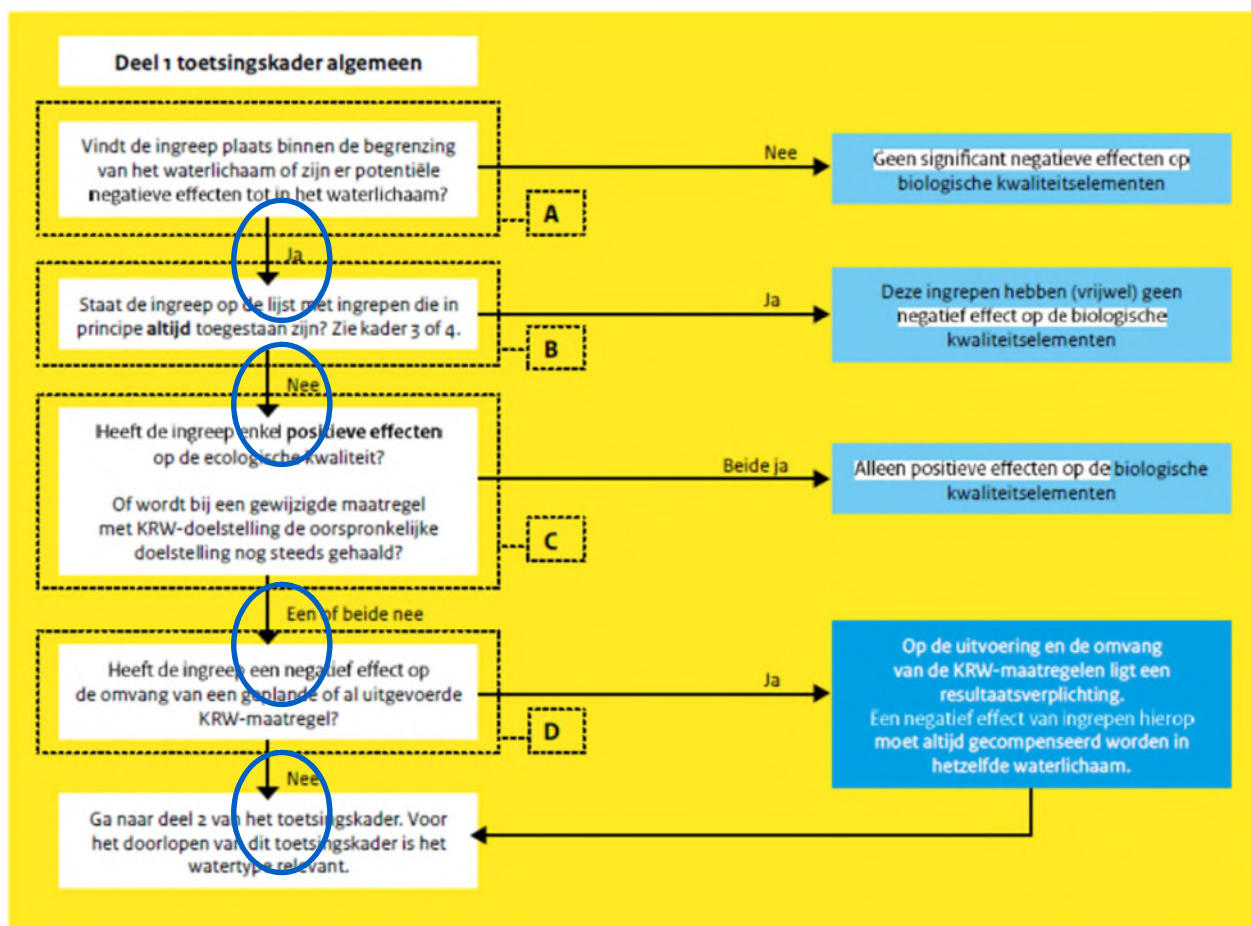 Deel 1 toetsingskader algemeen
Vindt de ingreep plaats binnen de begrenzing
van het waterlichaam of zijn er potentiële
negatieve effecten tot in het waterlichaam?
Nee
Geen significant negatieve effecten op
biologische kwaliteitselementen
A
Ja
Staat de ingreep op de lijst met ingrepen die in
principe altijd toegestaan zijn? Zie kader 3 of 4.
Ja
Deze ingrepen hebben (vrijwel) geen
negatief effect op de biologische
kwaliteitselementen
B
Nee
Heeft de ingreep enkel positieve effecten
op de ecologische kwaliteit?
Of wordt bij een gewijzigde maatregel
met KRW-doelstelling de oorspronkelijke
doelstelling nog steeds gehaald?
Beide ja
Alleen positieve effecten op de biologische
kwaliteitselementen
C
Een of beide nee
Heeft de ingreep een negatief effect op
de omvang van een geplande of al uitgevoerde
KRW-maatregel?
Ja
Op de uitvoering en de omvang
van de KRW-maatregelen ligt een
resultaatsverplichting.
Een negatief effect van ingrepen hierop
moet altijd gecompenseerd worden in
hetzelfde waterlichaam.
D
Nee
Ga naar deel 2 van het toetsingskader. Voor
het doorlopen van dit toetsingskader is het
watertype relevant.